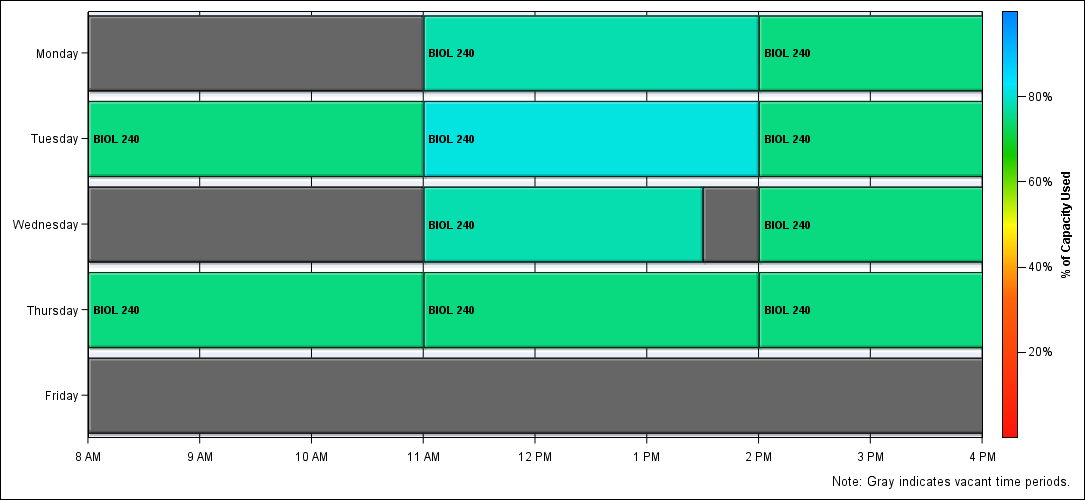 Monday BIOL 240 BIOL 240
80%
Tuesday BIOL 240 BIOL 240 BIOL 240
60%
Wednesday BIOL 240 BIOL 240
% of Capacity Used
40%
Thursday BIOL 240 BIOL 240 BIOL 240
20%
Friday
8 AM 9 AM 10 AM 11 AM 12 PM 1 PM 2 PM 3 PM 4 PM
Note: Gray indicates vacant time periods.